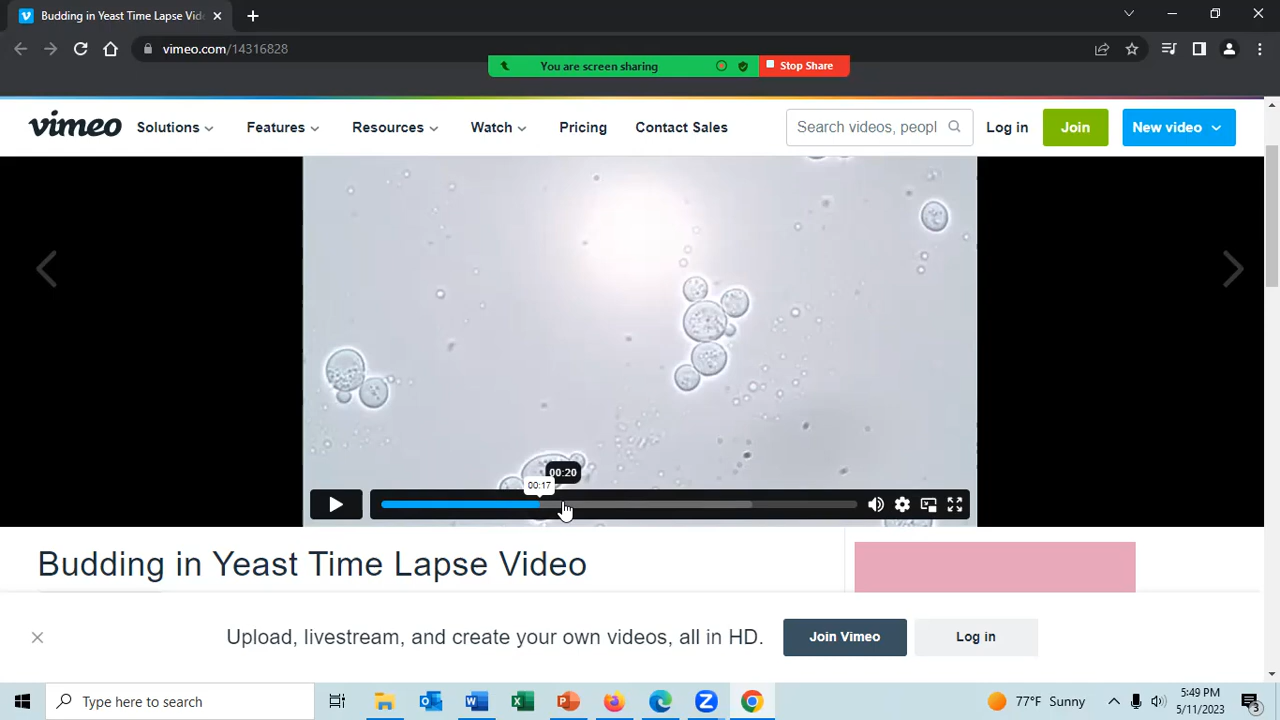 Budding in Yeast Time Lapse Vide
vimeo.com/14316828
You are screen sharing
Stop Share
vimeo
Solutions
Features
Resources
Watch
Pricing
Contact Sales
Search videos, peopl
Log in
Join
New video
00:20
00:17
Budding in Yeast Time Lapse Video
Upload, livestream, and create your own videos, all in HD.
Join Vimeo
Log in
Type here to search
77°F Sunny
5:49 PM
5/11/2023
3